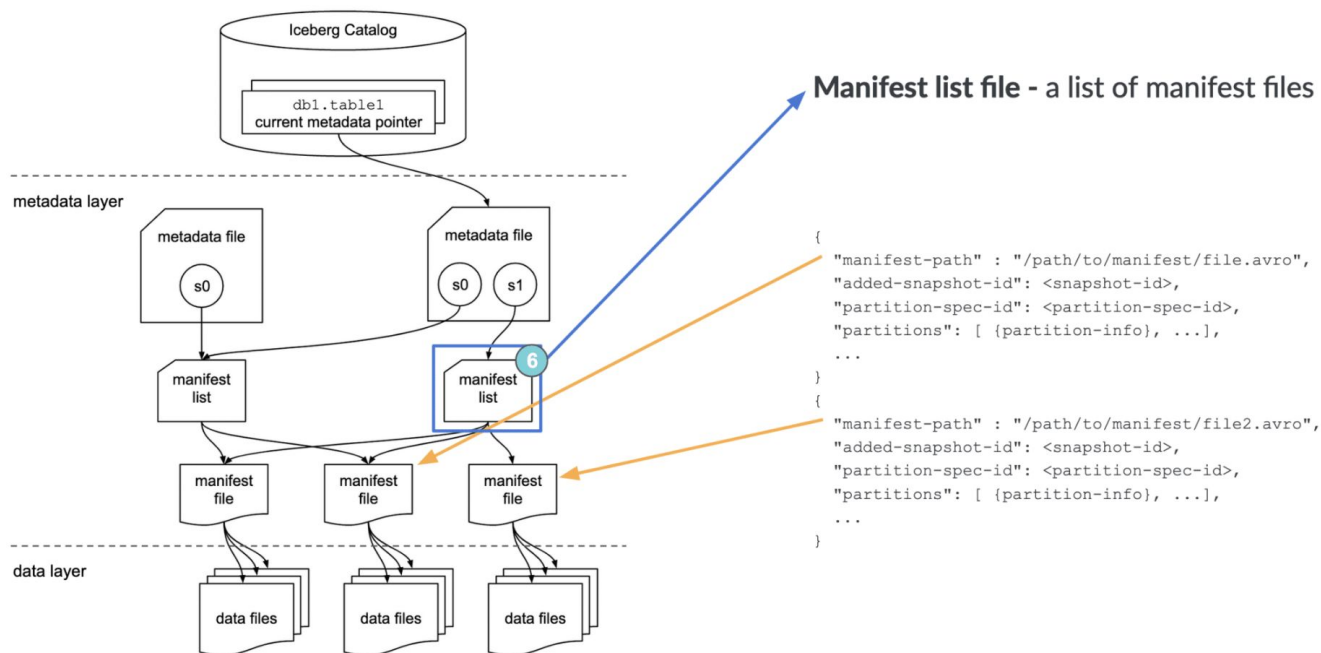 Iceberg Catalog
db1.table1
current metadata pointer
Manifest list file - a list of manifest files
metadata layer
metadata file
s0
metadata file
s0
s1
manifest
list
6
manifest
list
manifest
file
manifest
file
manifest
file
data layer
data files
data files
data files
{
"manifest-path" : "/path/to/manifest/file.avro",
"added-snapshot-id": <snapshot-id>,
"partition-spec-id": <partition-spec-id>,
"partitions": [ {partition-info}, ...],
...
}
{
"manifest-path" : "/path/to/manifest/file2.avro",
"added-snapshot-id": <snapshot-id>,
"partition-spec-id": <partition-spec-id>,
"partitions": [ {partition-info}, ...],
...
}